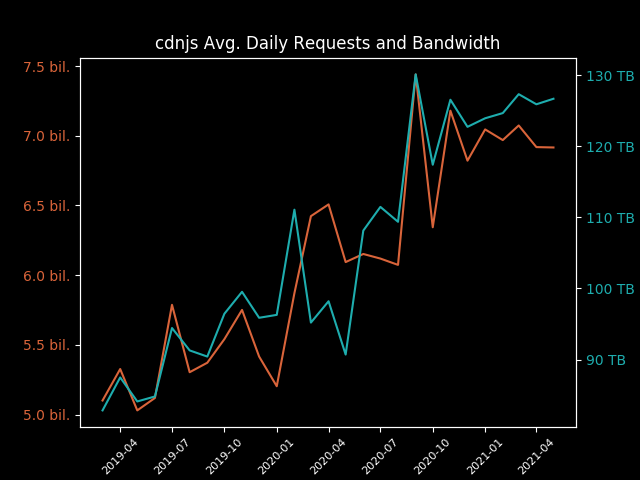 cdnjs Avg. Daily Requests and Bandwidth
7.5 bil.
7.0 bil.
6.5 bil.
6.0 bil.
5.5 bil.
5.0 bil.
130 TB
120 TB
110 TB
100 TB
90 TB
2019-04
2019-07
2019-10
2020-01
2020-04
2020-07
2020-10
2021-01
2021-04